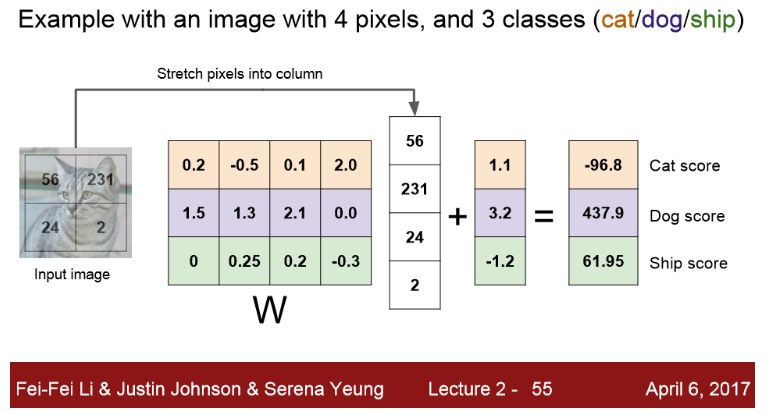 Example with an image with 4 pixels, and 3 classes (cat/dog/ship)
Stretch pixels into column
56 231
24 2
Input image
0.2 -0.5 0.1 2.0
1.5 1.3 2.1 0.0
0 0.25 0.2 -0.3
W
56
231
24
2
+
1.1
3.2
-1.2
=
-96.8 Cat score
437.9 Dog score
61.95 Ship score
Fei-Fei Li & Justin Johnson & Serena Yeung Lecture 2 - 55 April 6, 2017